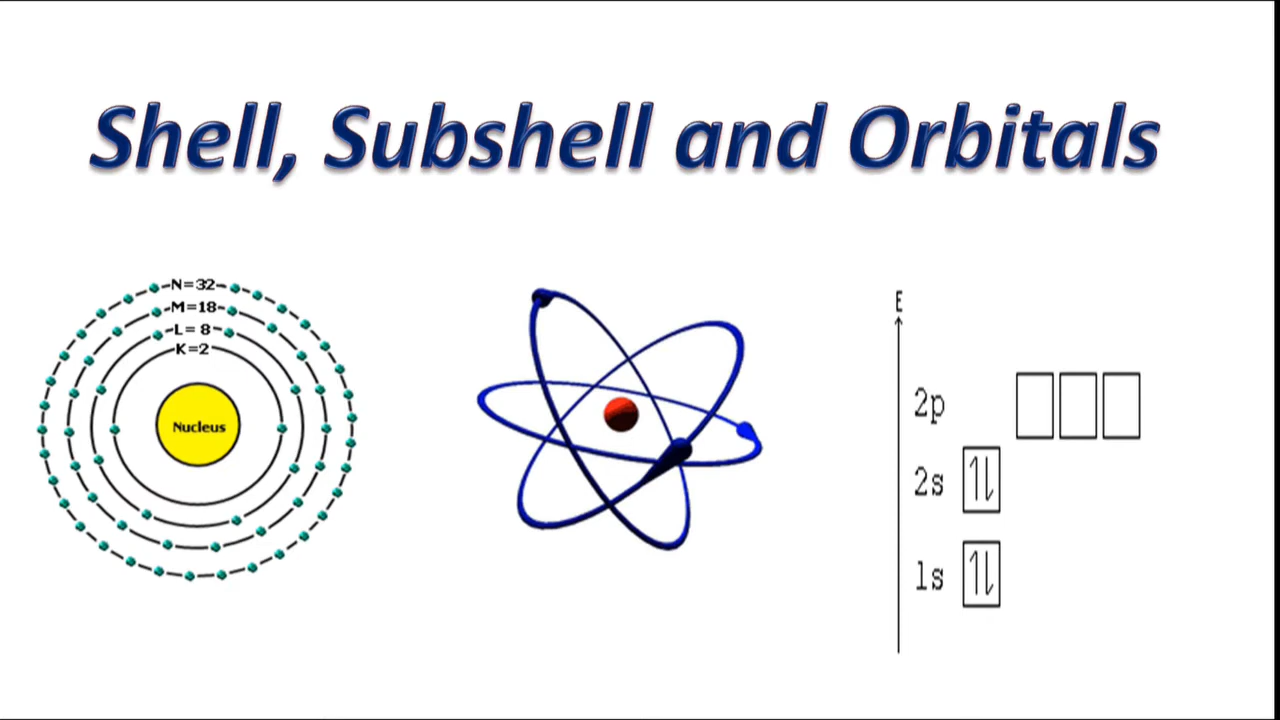 Shell, Subshell and Orbitals
N=32
M=18
L= 8
K=2
Nucleus
E
2p
2s
1s